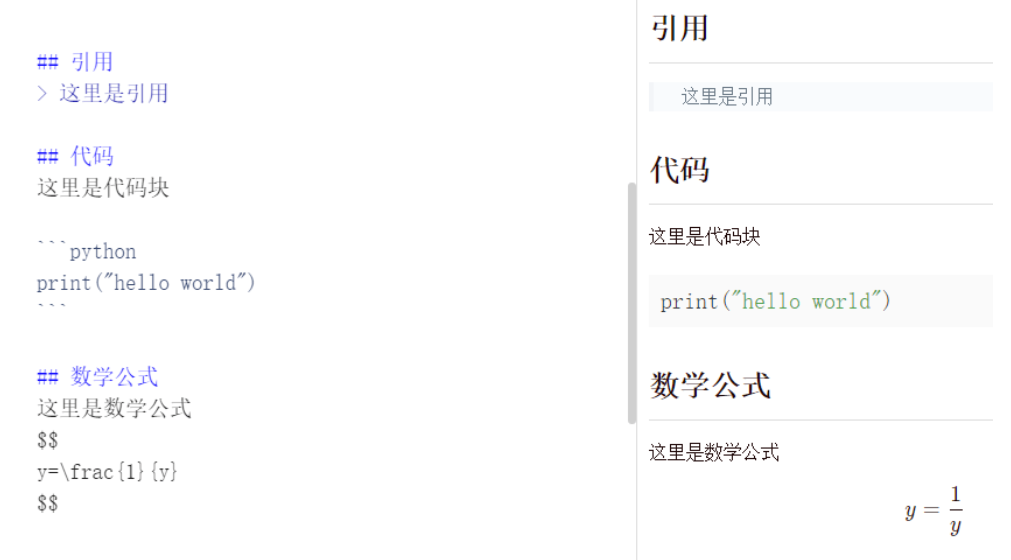 ## 引用
> 这里是引用
## 代码
这里是代码块
```python
print("hello world")
```
## 数学公式
这里是数学公式
$$
y=\frac{1}{y}
$$
引用
这里是引用
代码
这里是代码块
print("hello world")
数学公式
这里是数学公式
y = 1/y